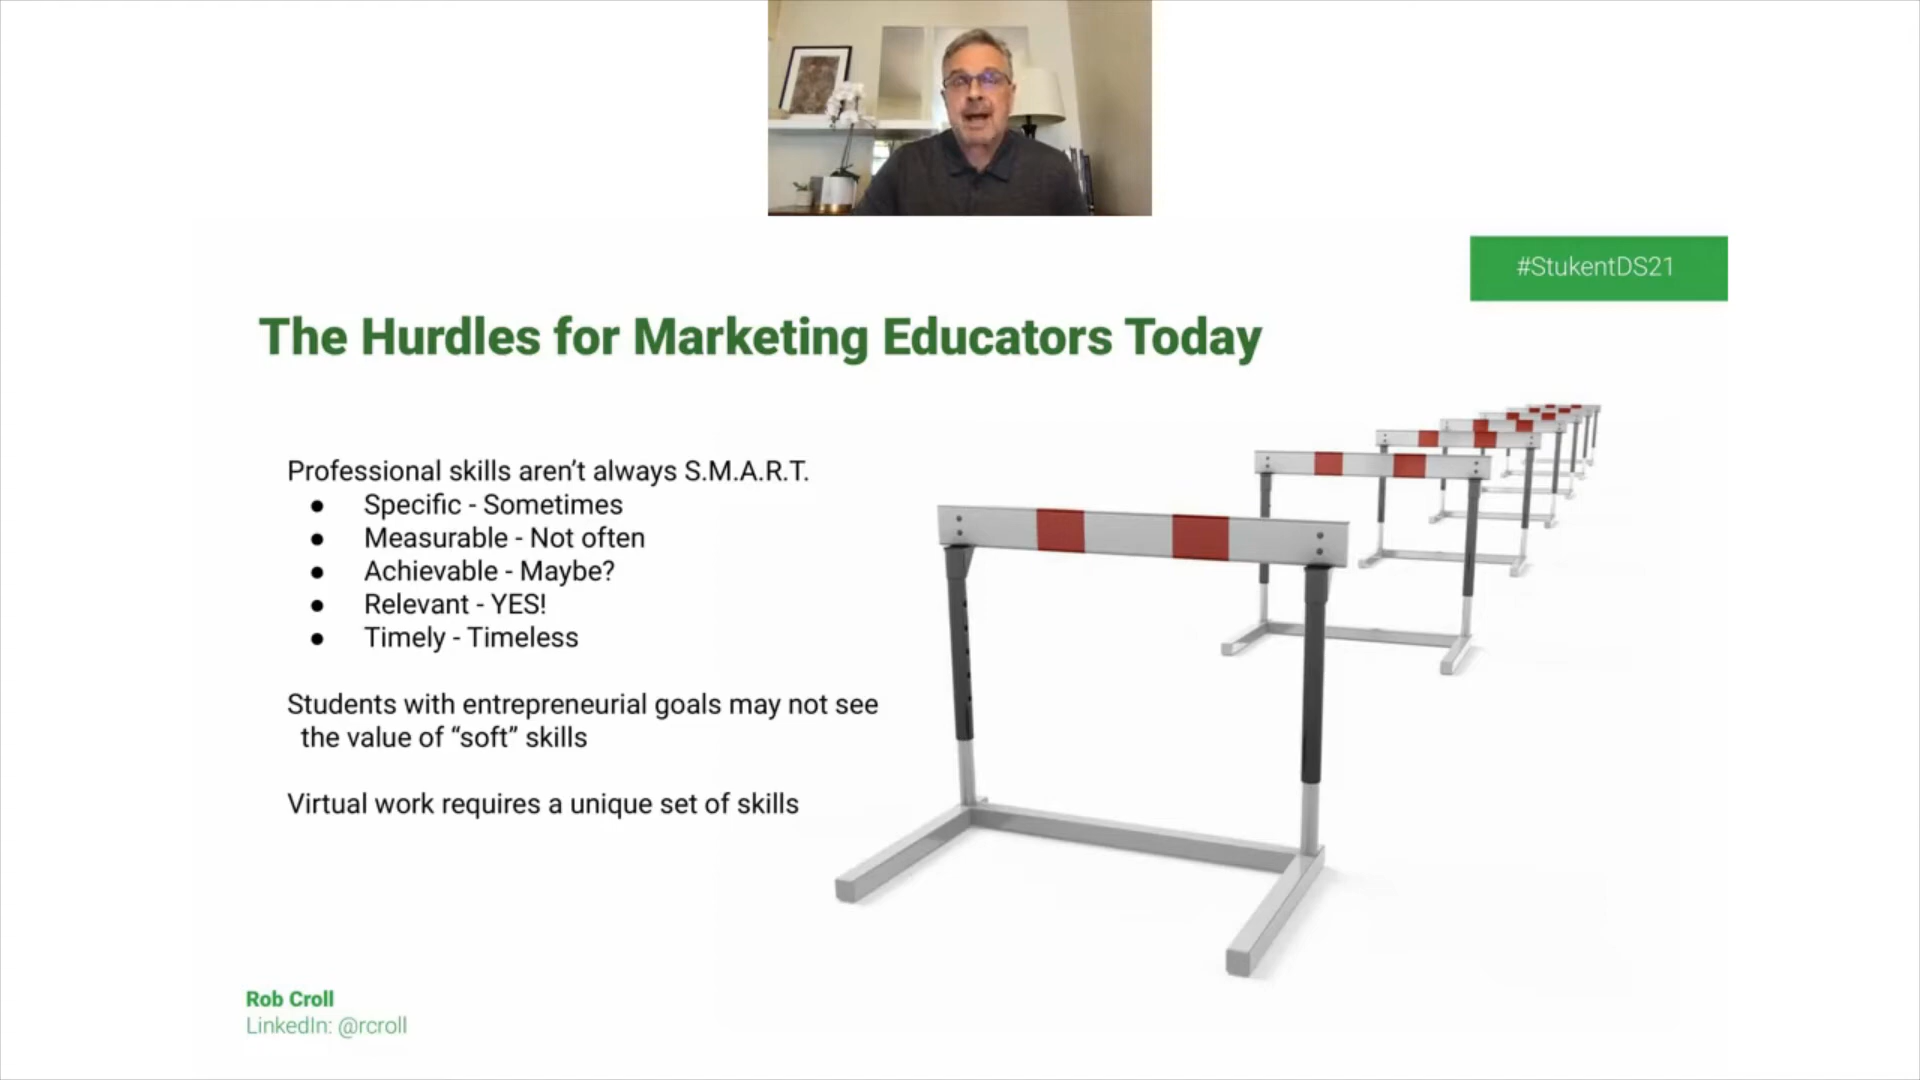 #StukentDS21
The Hurdles for Marketing Educators Today
Professional skills aren’t always S.M.A.R.T.
● Specific - Sometimes
● Measurable - Not often
● Achievable - Maybe?
● Relevant - YES!
● Timely - Timeless
Students with entrepreneurial goals may not see
the value of “soft” skills
Virtual work requires a unique set of skills
Rob Croll
LinkedIn: @rcroll